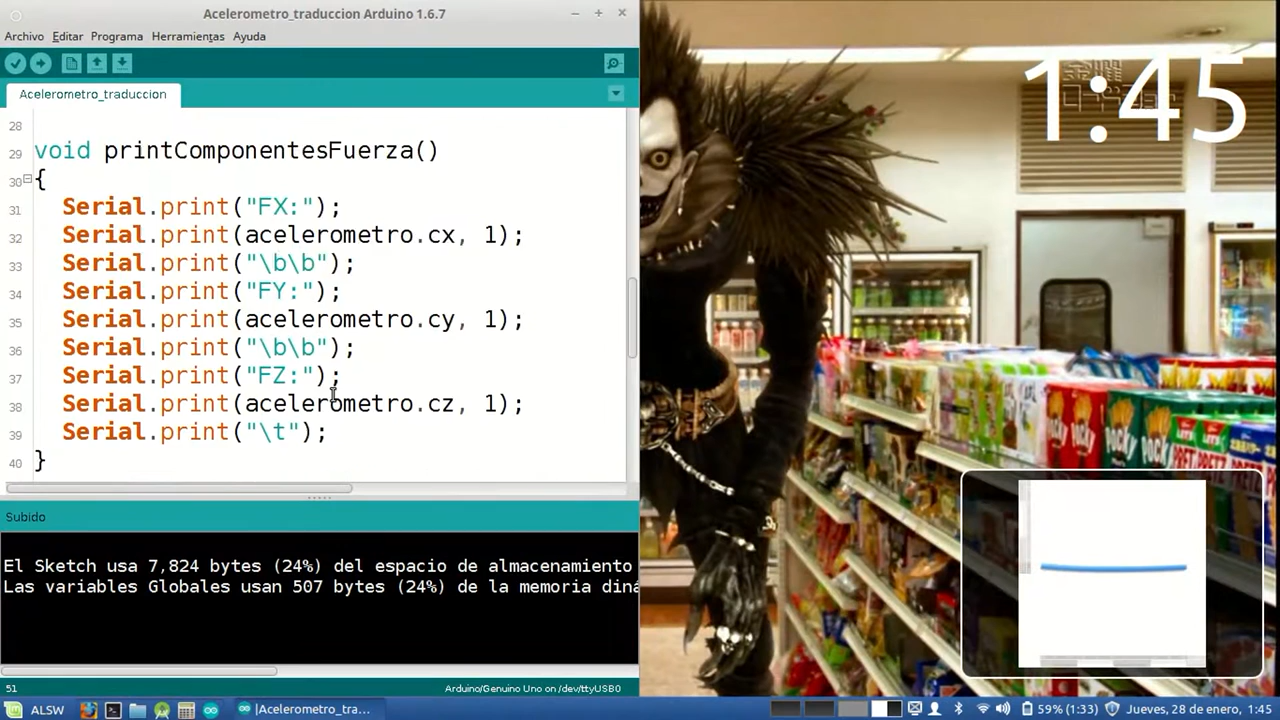 Acelerometro_traduccion Arduino 1.6.7
Archivo Editar Programa Herramientas Ayuda
Acelerometro_traduccion
28
29 void printComponentesFuerza()
30 {
31 Serial.print("FX:");
32 Serial.print(acelerometro.cx, 1);
33 Serial.print("\b\b");
34 Serial.print("FY:");
35 Serial.print(acelerometro.cy, 1);
36 Serial.print("\b\b");
37 Serial.print("FZ:");
38 Serial.print(acelerometro.cz, 1);
39 Serial.print("\t");
40 }
Subido
El Sketch usa 7,824 bytes (24%) del espacio de almacenamiento
Las variables Globales usan 507 bytes (24%) de la memoria diná
51
Arduino/Genuino Uno on /dev/ttyUSB0
1:45
POCKY
POCKY
PRETZ
ALSW
|Acelerometro_tra...
59% (1:33)
Jueves, 28 de enero, 1:45